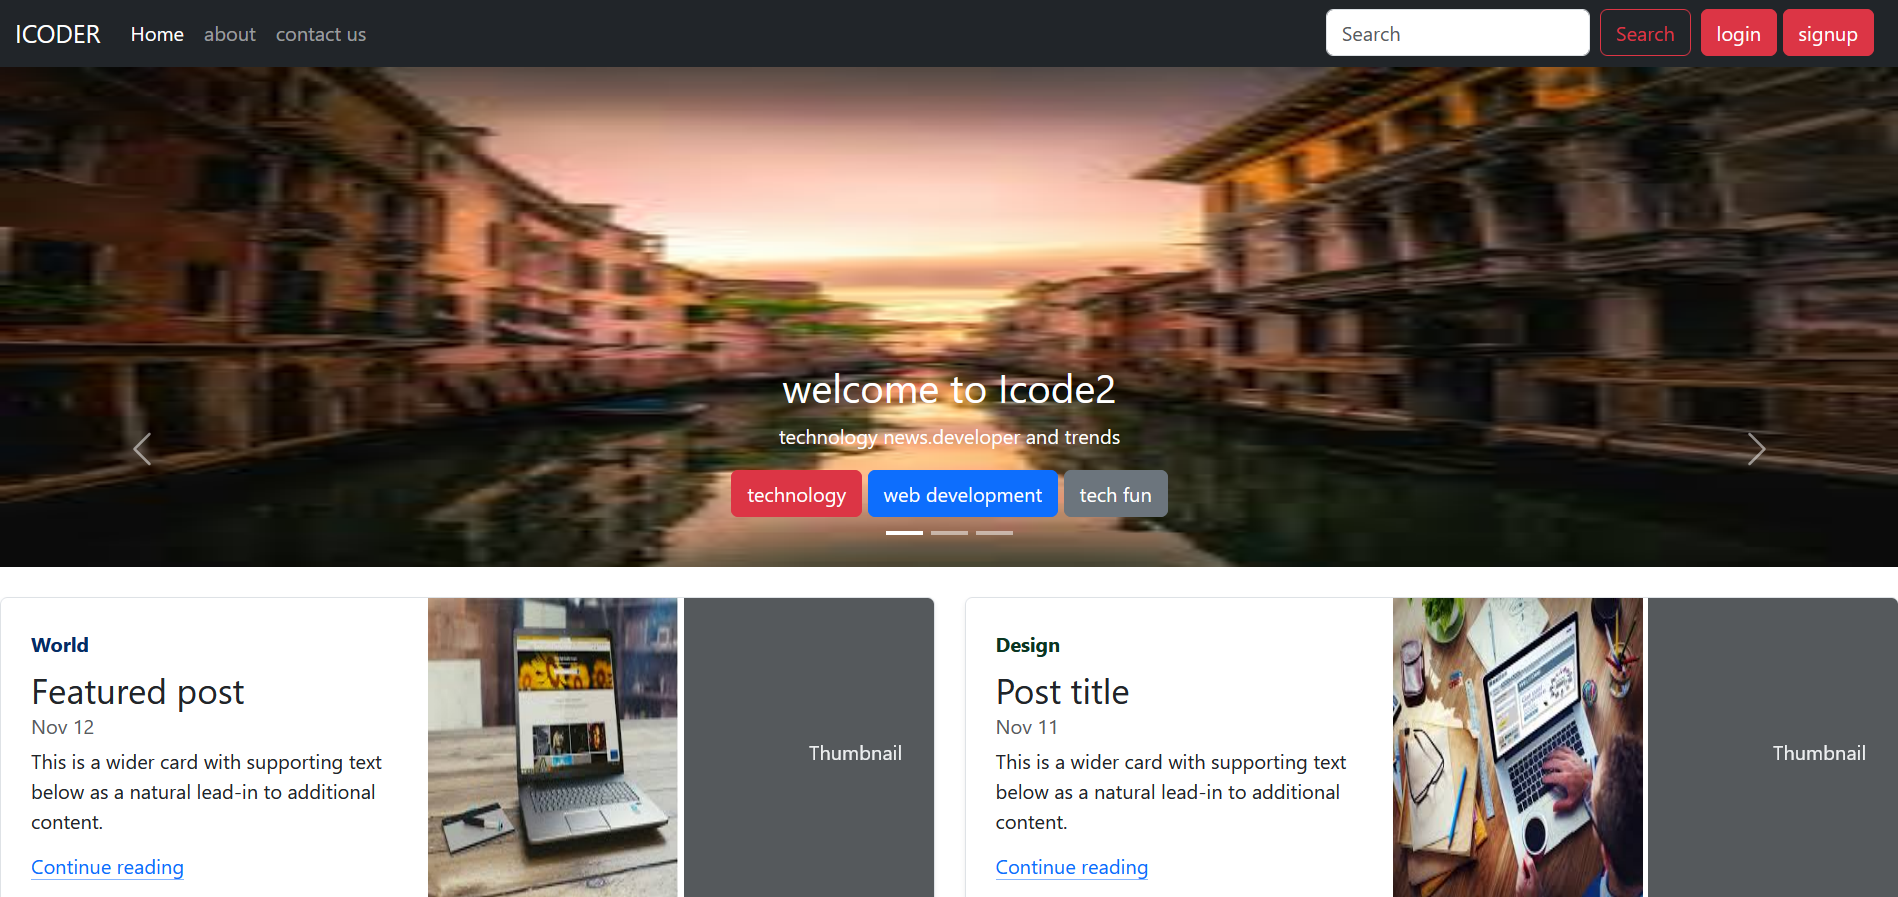 ICODER Home about contact us Search Search login signup
welcome to Icode2
technology news.developer and trends
technology web development tech fun
World
Featured post
Nov 12
This is a wider card with supporting text
below as a natural lead-in to additional
content.
Continue reading
Thumbnail
Design
Post title
Nov 11
This is a wider card with supporting text
below as a natural lead-in to additional
content.
Continue reading
Thumbnail